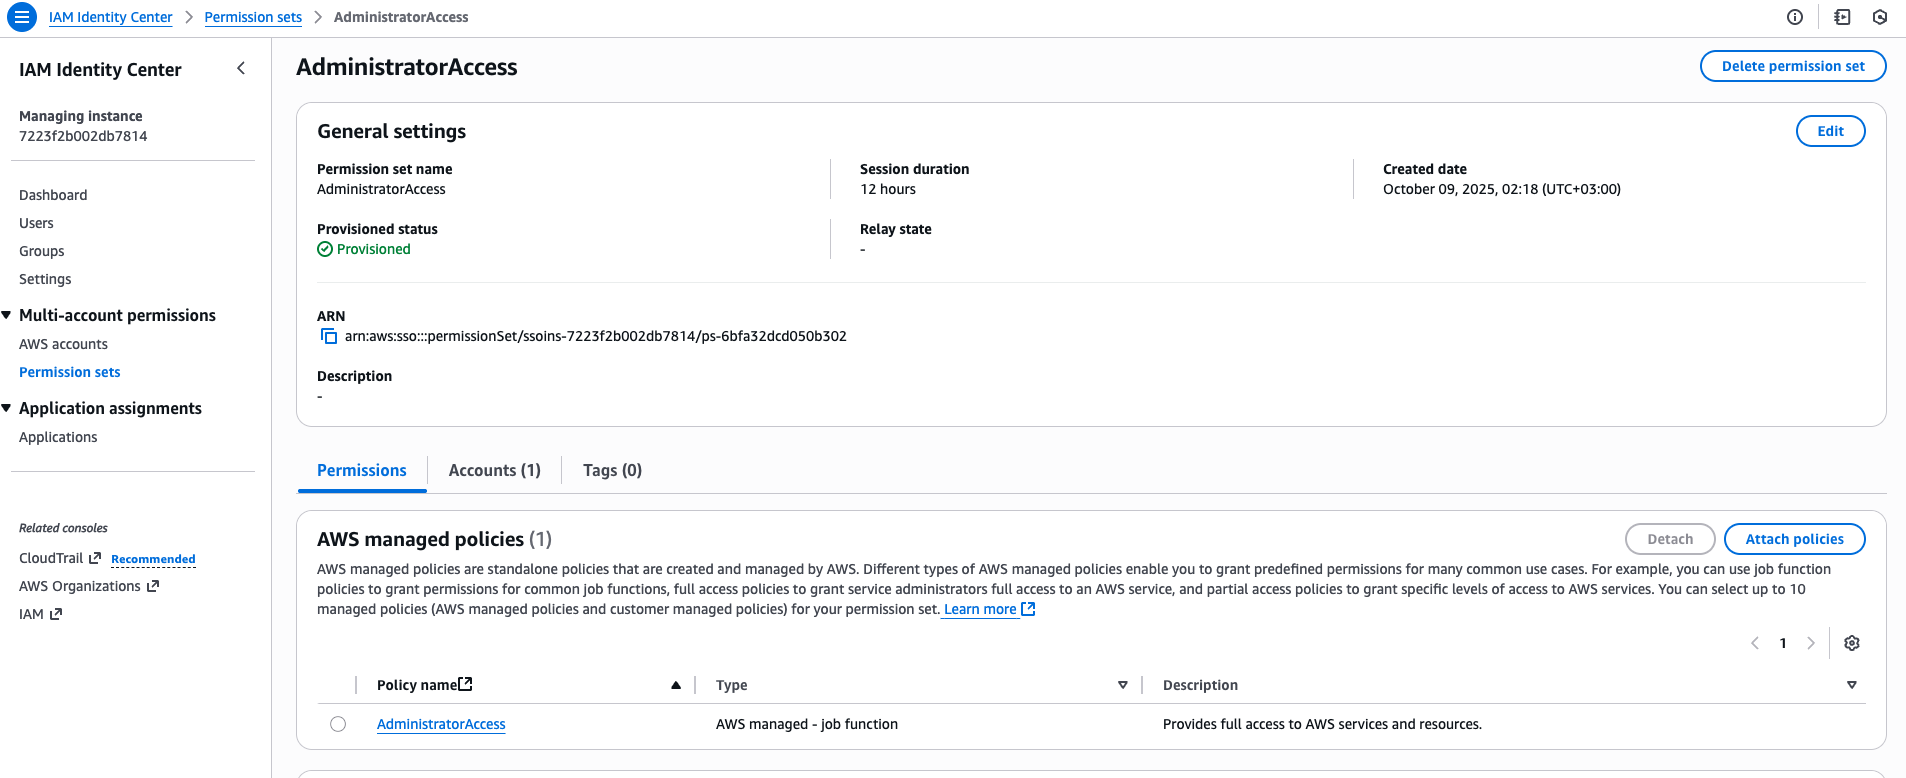 IAM Identity Center > Permission sets > AdministratorAccess
IAM Identity Center
Managing instance
7223f2b002db7814
Dashboard
Users
Groups
Settings
Multi-account permissions
AWS accounts
Permission sets
Application assignments
Applications
Related consoles
CloudTrail Recommended
AWS Organizations
IAM
AdministratorAccess
Delete permission set
General settings
Edit
Permission set name
AdministratorAccess
Session duration
12 hours
Created date
October 09, 2025, 02:18 (UTC+03:00)
Provisioned status
Provisioned
Relay state
-
ARN
arn:aws:sso:::permissionSet/ssoins-7223f2b002db7814/ps-6bfa32dcd050b302
Description
-
Permissions Accounts (1) Tags (0)
AWS managed policies (1)
Detach Attach policies
AWS managed policies are standalone policies that are created and managed by AWS. Different types of AWS managed policies enable you to grant predefined permissions for many common use cases. For example, you can use job function
policies to grant permissions for common job functions, full access policies to grant service administrators full access to an AWS service, and partial access policies to grant specific levels of access to AWS services. You can select up to 10
managed policies (AWS managed policies and customer managed policies) for your permission set. Learn more
1
Policy name Type Description
AdministratorAccess AWS managed - job function Provides full access to AWS services and resources.